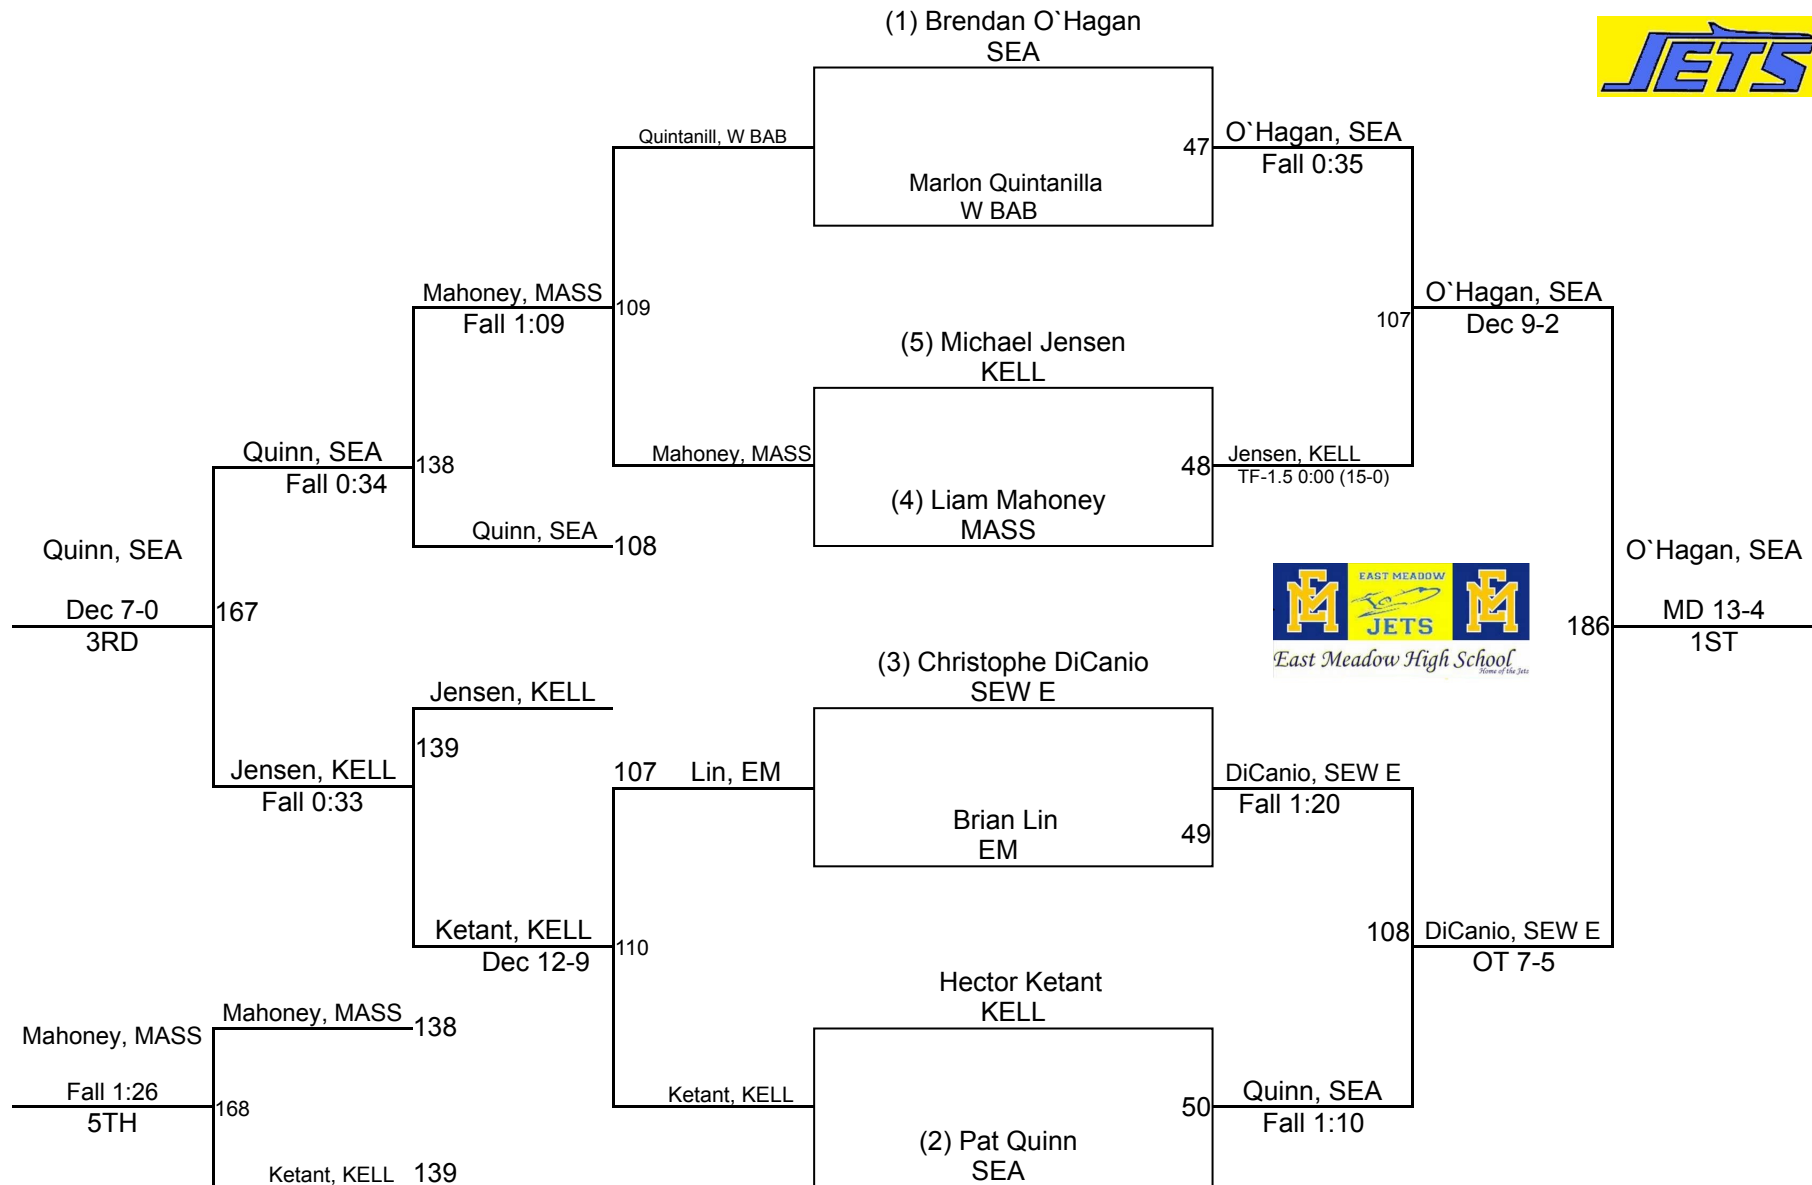 (1) Brendan O`Hagan
SEA
JETS
Quintanill, W BAB
47
O`Hagan, SEA
Fall 0:35
Marlon Quintanilla
W BAB
Mahoney, MASS
Fall 1:09
109
O`Hagan, SEA
Dec 9-2
107
(5) Michael Jensen
KELL
Quinn, SEA
Fall 0:34
138
Mahoney, MASS
48
Jensen, KELL
TF-1.5 0:00 (15-0)
(4) Liam Mahoney
MASS
Quinn, SEA
108
Quinn, SEA
Dec 7-0
3RD
167
O`Hagan, SEA
MD 13-4
1ST
186
EAST MEADOW
JETS
EM
EM
East Meadow High School
Home of the Jets
(3) Christophe DiCanio
SEW E
Jensen, KELL
139
Jensen, KELL
Fall 0:33
107
Lin, EM
DiCanio, SEW E
Fall 1:20
Brian Lin
EM
49
Ketant, KELL
Dec 12-9
110
108
DiCanio, SEW E
OT 7-5
Hector Ketant
KELL
Mahoney, MASS
138
Mahoney, MASS
Fall 1:26
5TH
168
Ketant, KELL
50
Quinn, SEA
Fall 1:10
(2) Pat Quinn
SEA
Ketant, KELL
139